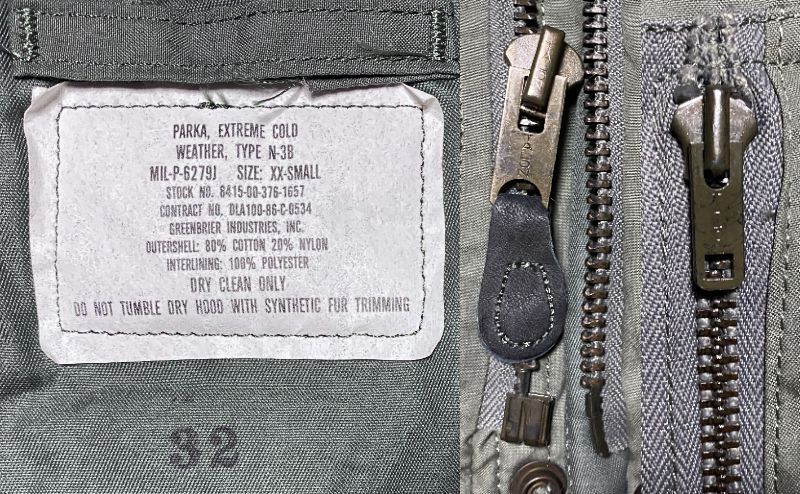 PARKA, EXTREME COLD
WEATHER, TYPE N-3B
MIL-P-6279J SIZE: XX-SMALL
STOCK NO. 8415-00-376-1657
CONTRACT NO. DLA100-86-C-0534
GREENBRIER INDUSTRIES, INC.
OUTERSHELL: 80% COTTON 20% NYLON
INTERLINING: 100% POLYESTER
DRY CLEAN ONLY
DO NOT TUMBLE DRY HOOD WITH SYNTHETIC FUR TRIMMING
32